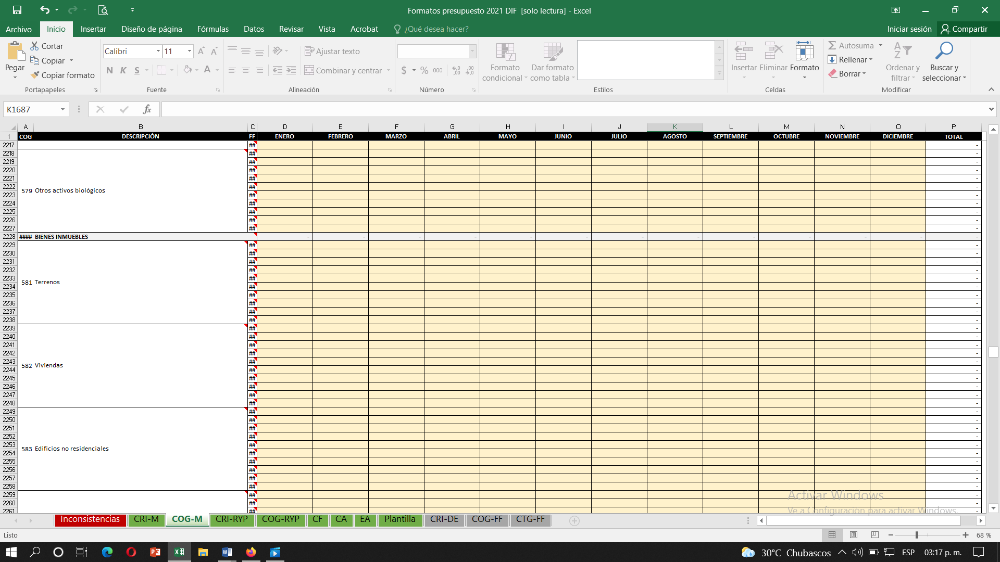 Formatos presupuesto 2021 DIF [solo lectura] - Excel
Archivo Inicio Insertar Diseño de página Fórmulas Datos Revisar Vista Acrobat ¿Qué desea hacer? Iniciar sesión Compartir
Pegar Cortar Copiar Copiar formato
Portapapeles
Calibri 11
N K S
Fuente
Ajustar texto
Combinar y centrar
Alineación
$ % 000
Número
Formato condicional
Dar formato como tabla
Estilos
Insertar Eliminar Formato
Celdas
Autosuma
Rellenar
Borrar
Ordenar y filtrar
Buscar y seleccionar
Modificar
K1687 fx
A B C D E F G H I J K L M N O P
1 COG DESCRIPCIÓN FF ENERO FEBRERO MARZO ABRIL MAYO JUNIO JULIO AGOSTO SEPTIEMBRE OCTUBRE NOVIEMBRE DICIEMBRE TOTAL
2217 ## -
2218 ## -
2219 ## -
2220 ## -
2221 ## -
2222 ## -
579 Otros activos biológicos
2223 ## -
2224 ## -
2225 ## -
2226 ## -
2227 ## -
2228 #### BIENES INMUEBLES - - - - - - - - - - - - -
2229 ## -
2230 ## -
2231 ## -
2232 ## -
2233 ## -
581 Terrenos
2234 ## -
2235 ## -
2236 ## -
2237 ## -
2238 ## -
2239 ## -
2240 ## -
2241 ## -
2242 ## -
2243 ## -
582 Viviendas
2244 ## -
2245 ## -
2246 ## -
2247 ## -
2248 ## -
2249 ## -
2250 ## -
2251 ## -
2252 ## -
2253 ## -
583 Edificios no residenciales
2254 ## -
2255 ## -
2256 ## -
2257 ## -
2258 ## -
2259 ## -
2260 ## -
2261 ## -
Activar Windows
Ve a Configuración para activar Windows.
Inconsistencias CRI-M COG-M CRI-RYP COG-RYP CF CA EA Plantilla CRI-DE COG-FF CTG-FF
Listo 68 %
30°C Chubascos ESP 03:17 p. m.